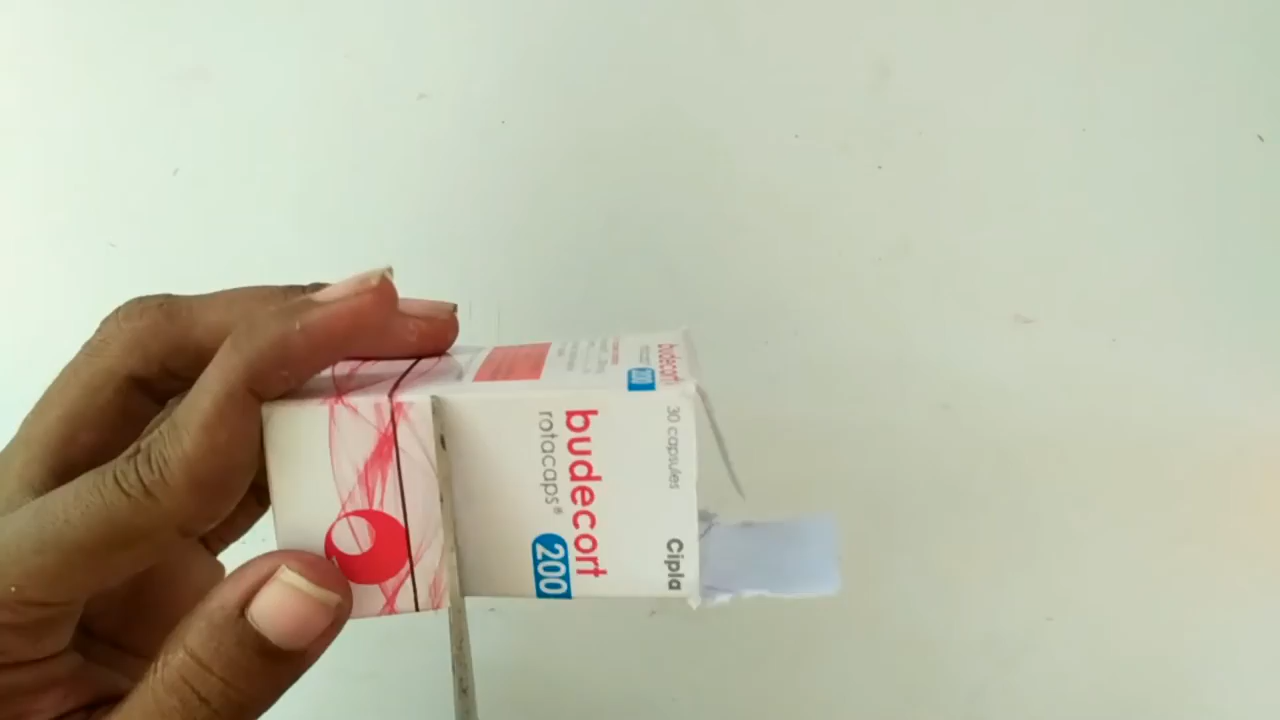 budecort
200
30 capsules
budecort
rotacaps®
200
Cipla